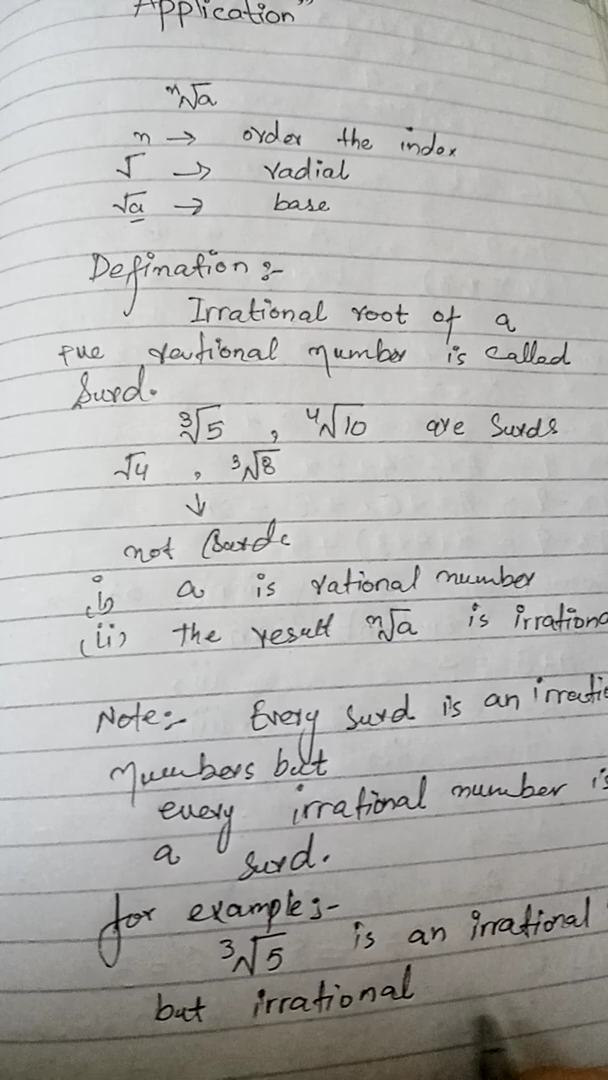 Application"
ⁿ√a
n → order the index
√ → radial
√a → base
Defination :-
Irrational root of a
+ve rational number is called
Surd.
³√5 , ⁴√10 are Surds
√4 , ³√8
↓
not Surds
(i) a is rational number
(ii) the result ⁿ√a is irrationa
Note:- Every surd is an irratio
numbers but
every irrational number is
a surd.
for example:-
³√5 is an irrational
but irrational